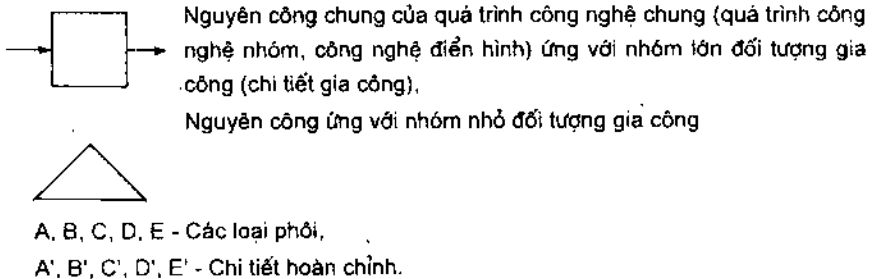 Nguyên công chung của quá trình công nghệ chung (quá trình công
nghệ nhóm, công nghệ điển hình) ứng với nhóm lớn đối tượng gia
công (chi tiết gia công),
Nguyên công ứng với nhóm nhỏ đối tượng gia công
A, B, C, D, E - Các loại phôi,
A', B', C', D', E' - Chi tiết hoàn chỉnh.